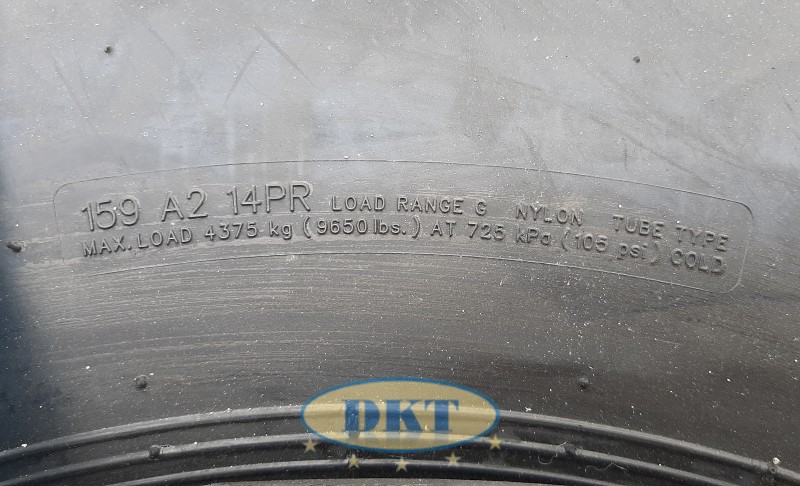 159 A2 14PR LOAD RANGE G NYLON TUBE TYPE
MAX. LOAD 4375 kg (9650 lbs.) AT 725 kPa (105 psi) COLD
DKT